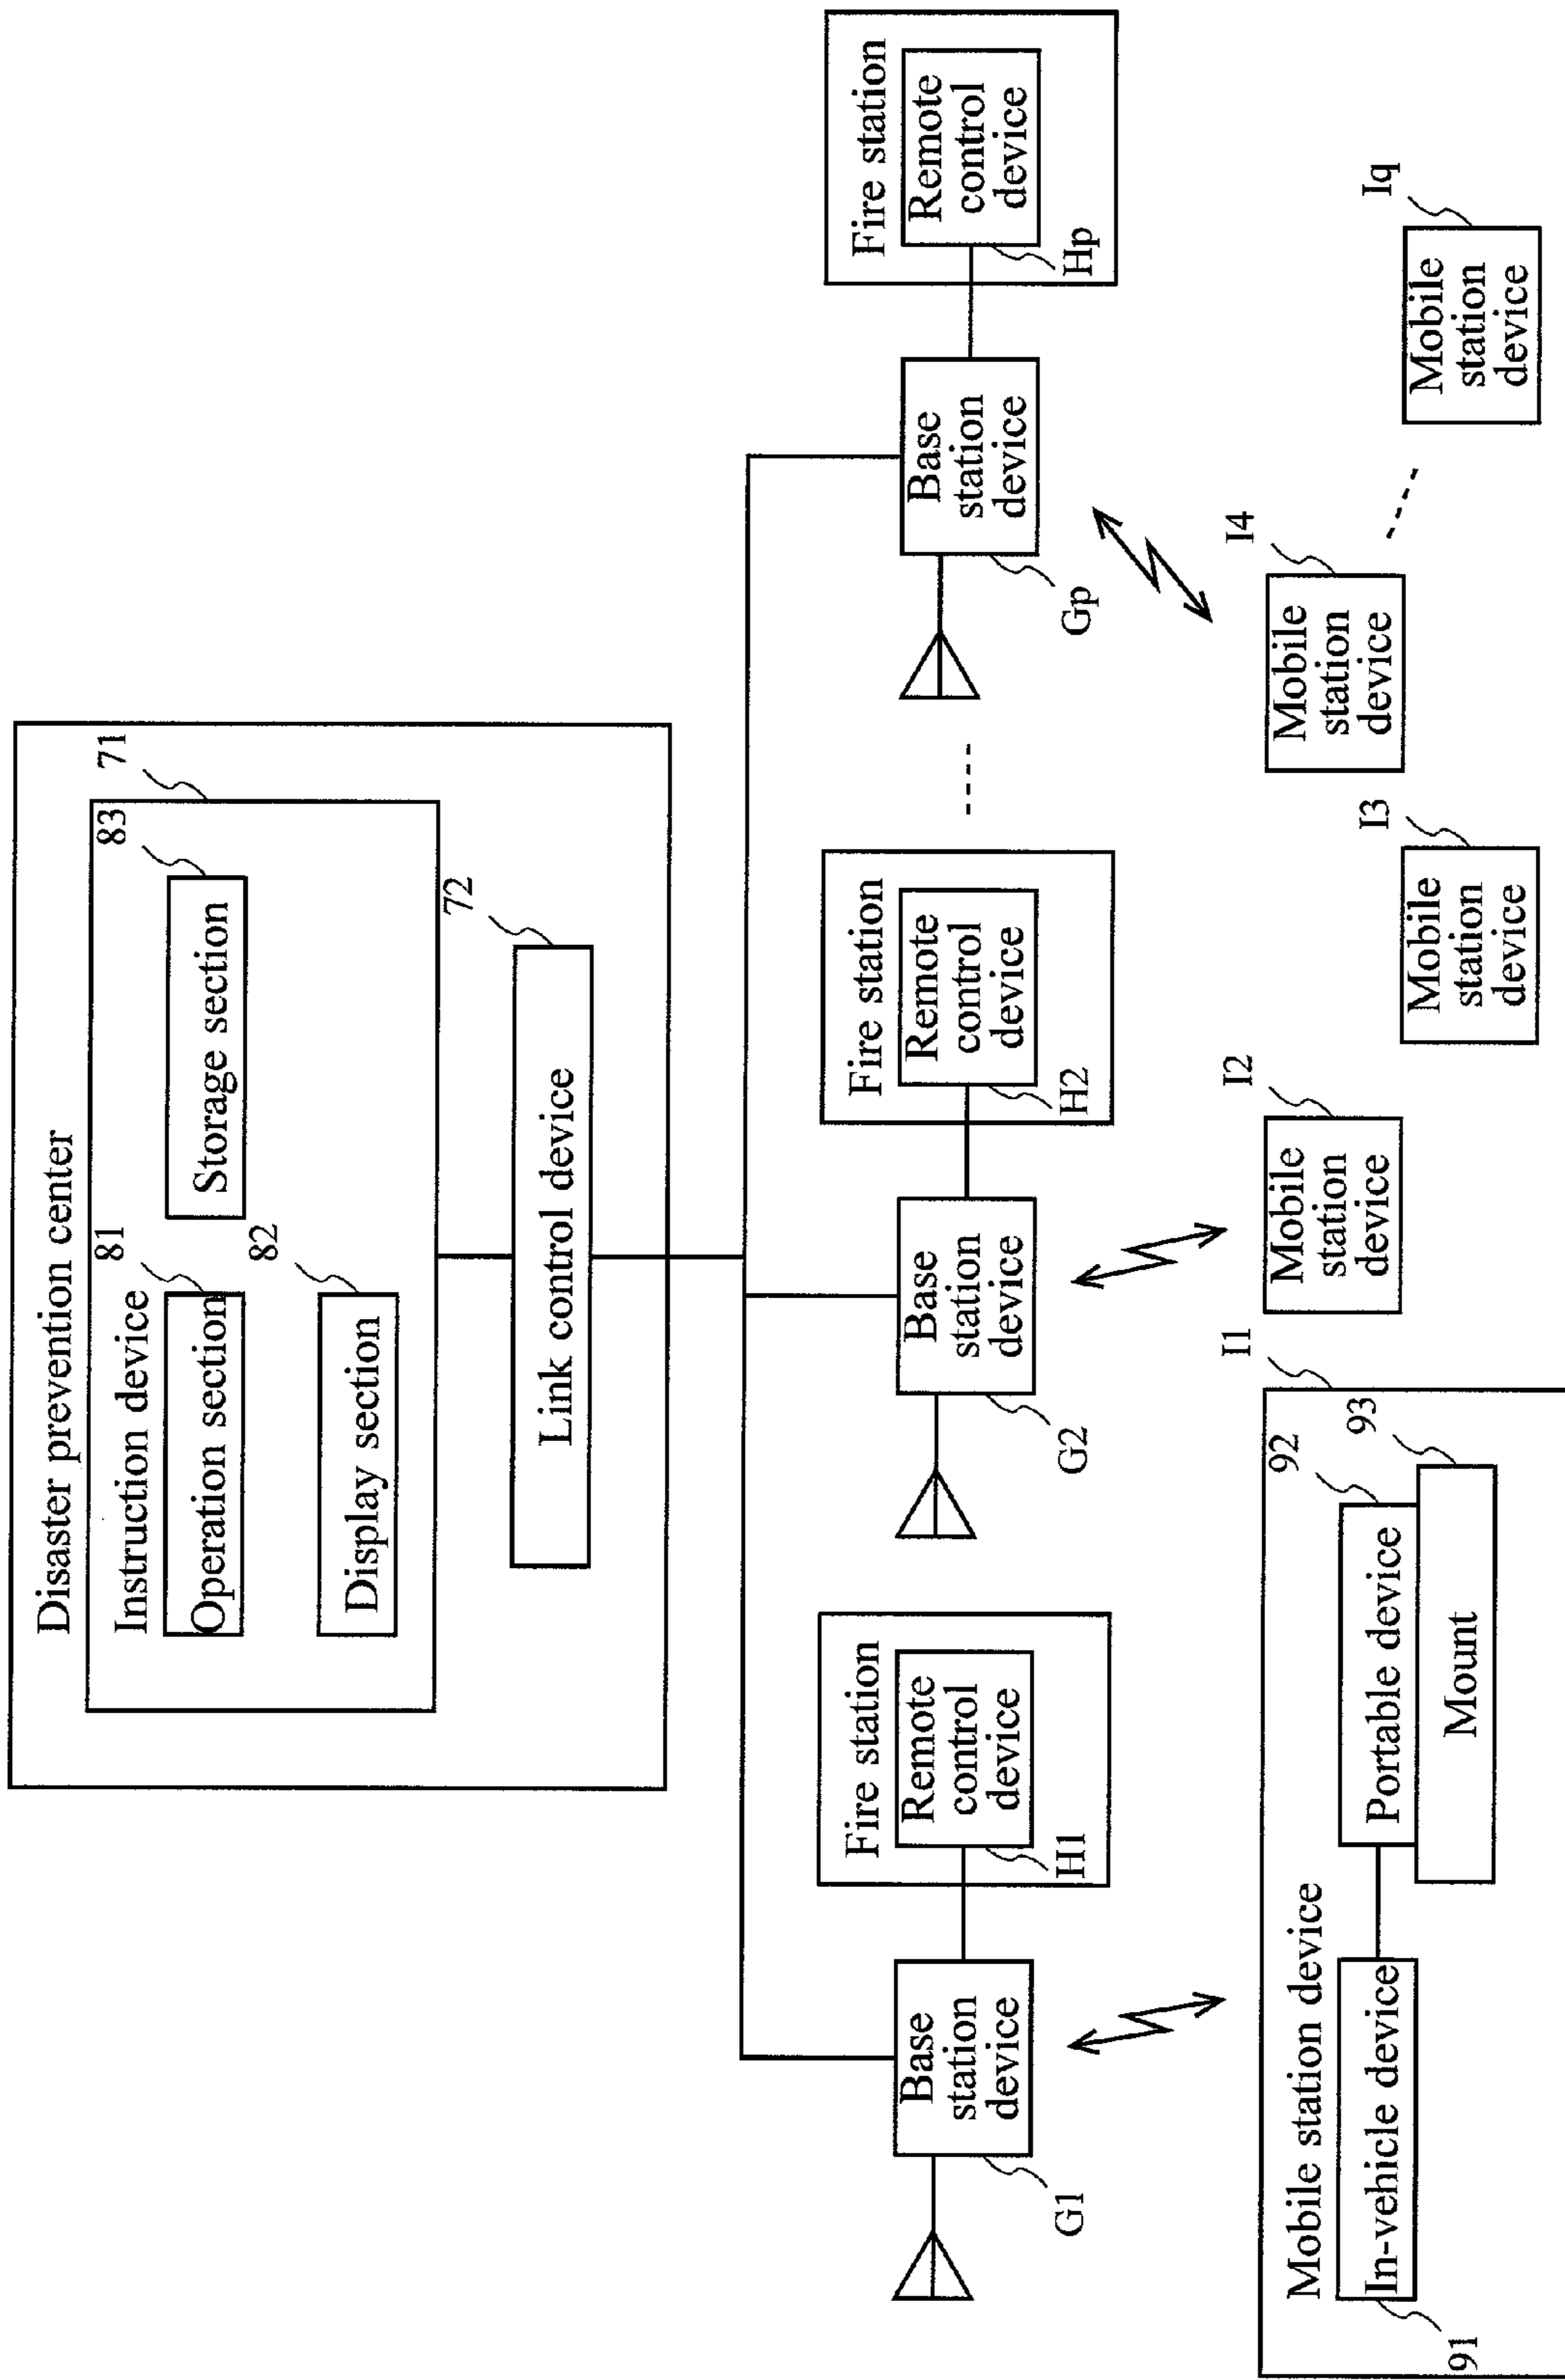 Disaster prevention center
71
Instruction device
81
83
Operation section
Storage section
82
Display section
72
Link control device
Fire station
Remote
control
device
H1
Base
station
device
G1
Fire station
Remote
control
device
H2
Base
station
device
G2
Fire station
Remote
control
device
Hp
Base
station
device
Gp
I1
Mobile station device
92
93
In-vehicle device
Portable device
91
Mount
I2
Mobile
station
device
I3
Mobile
station
device
I4
Mobile
station
device
Iq
Mobile
station
device